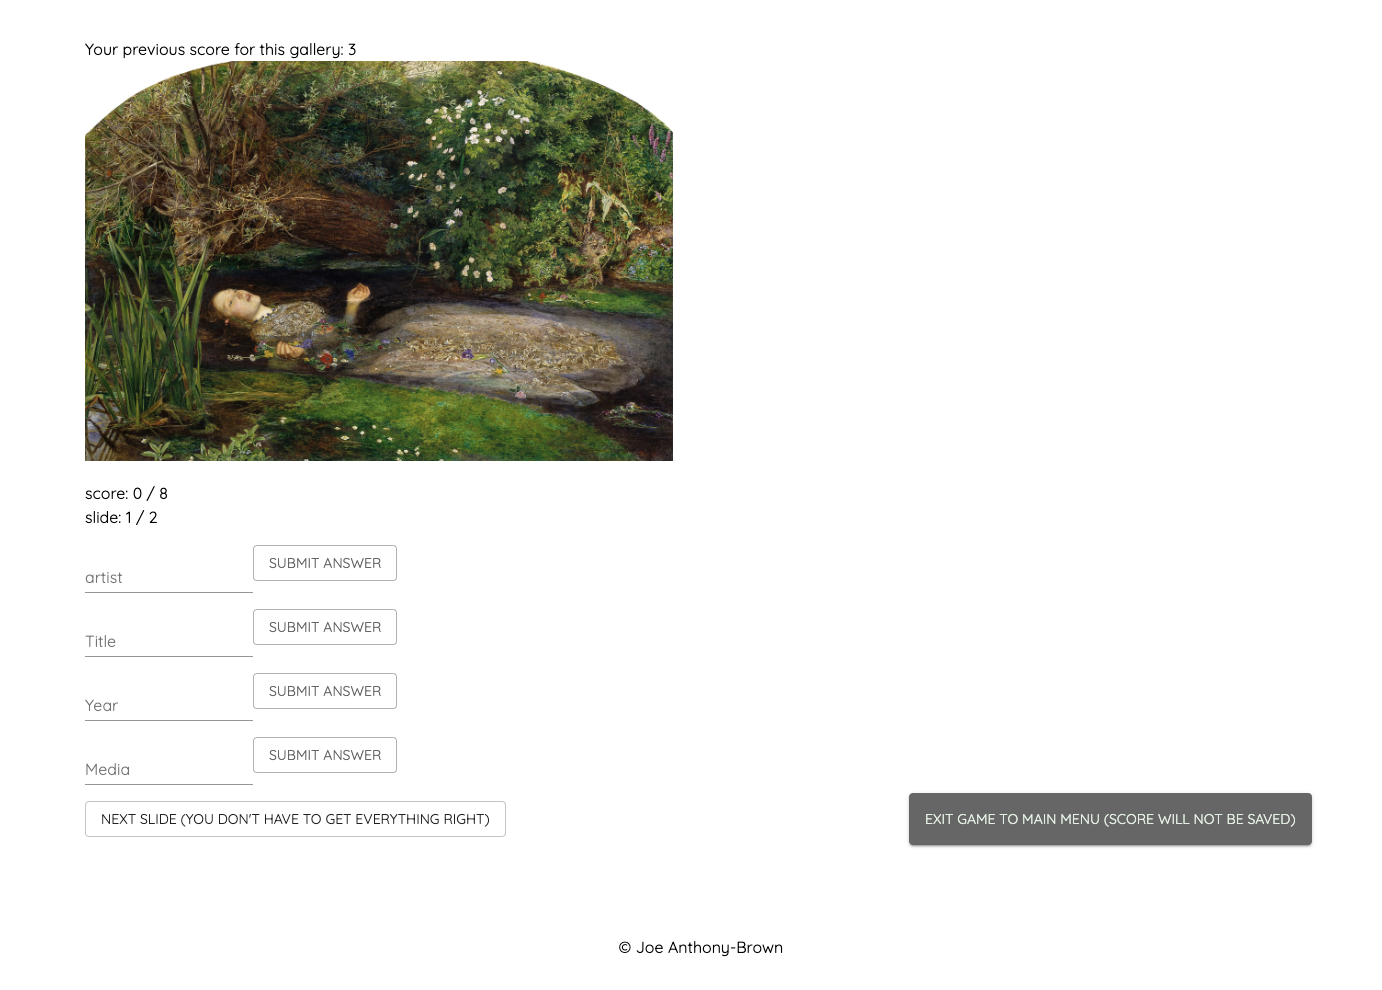 Your previous score for this gallery: 3
score: 0 / 8
slide: 1 / 2
artist
SUBMIT ANSWER
Title
SUBMIT ANSWER
Year
SUBMIT ANSWER
Media
SUBMIT ANSWER
NEXT SLIDE (YOU DON'T HAVE TO GET EVERYTHING RIGHT)
EXIT GAME TO MAIN MENU (SCORE WILL NOT BE SAVED)
© Joe Anthony-Brown